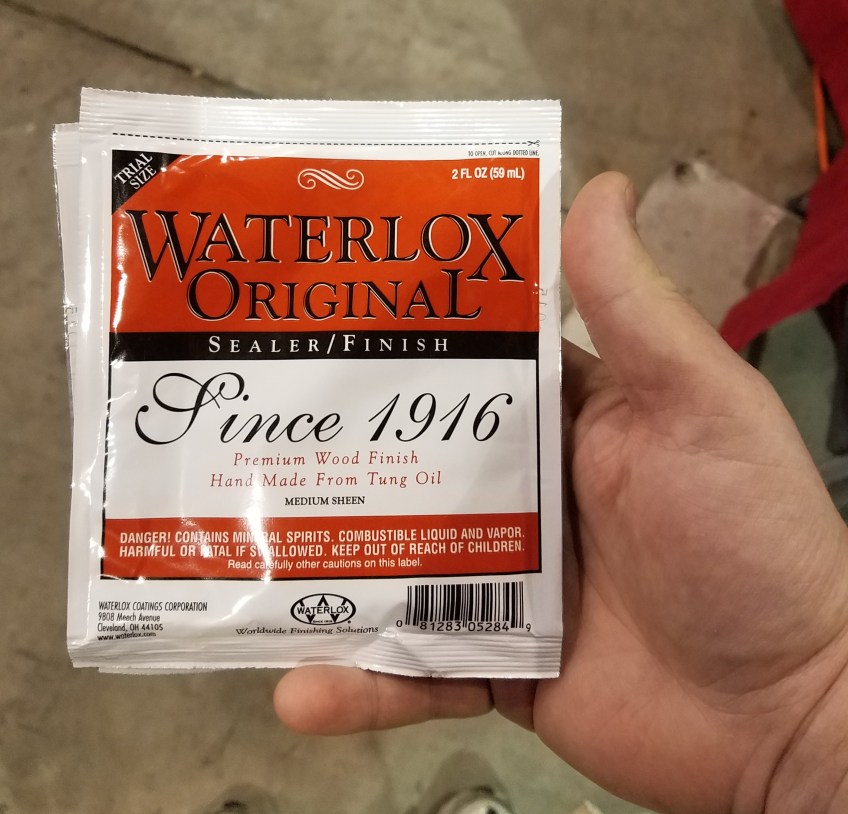 TO OPEN, CUT ALONG DOTTED LINE.
TRIAL
SIZE
2 FL OZ (59 mL)
WATERLOX
ORIGINAL
SEALER/FINISH
Since 1916
Premium Wood Finish
Hand Made From Tung Oil
MEDIUM SHEEN
DANGER! CONTAINS MINERAL SPIRITS. COMBUSTIBLE LIQUID AND VAPOR.
HARMFUL OR FATAL IF SWALLOWED. KEEP OUT OF REACH OF CHILDREN.
Read carefully other cautions on this label.
WATERLOX COATINGS CORPORATION
9808 Meech Avenue
Cleveland, OH 44105
www.waterlox.com
WATERLOX
SINCE 1916
Worldwide Finishing Solutions
0 81283 05284 9